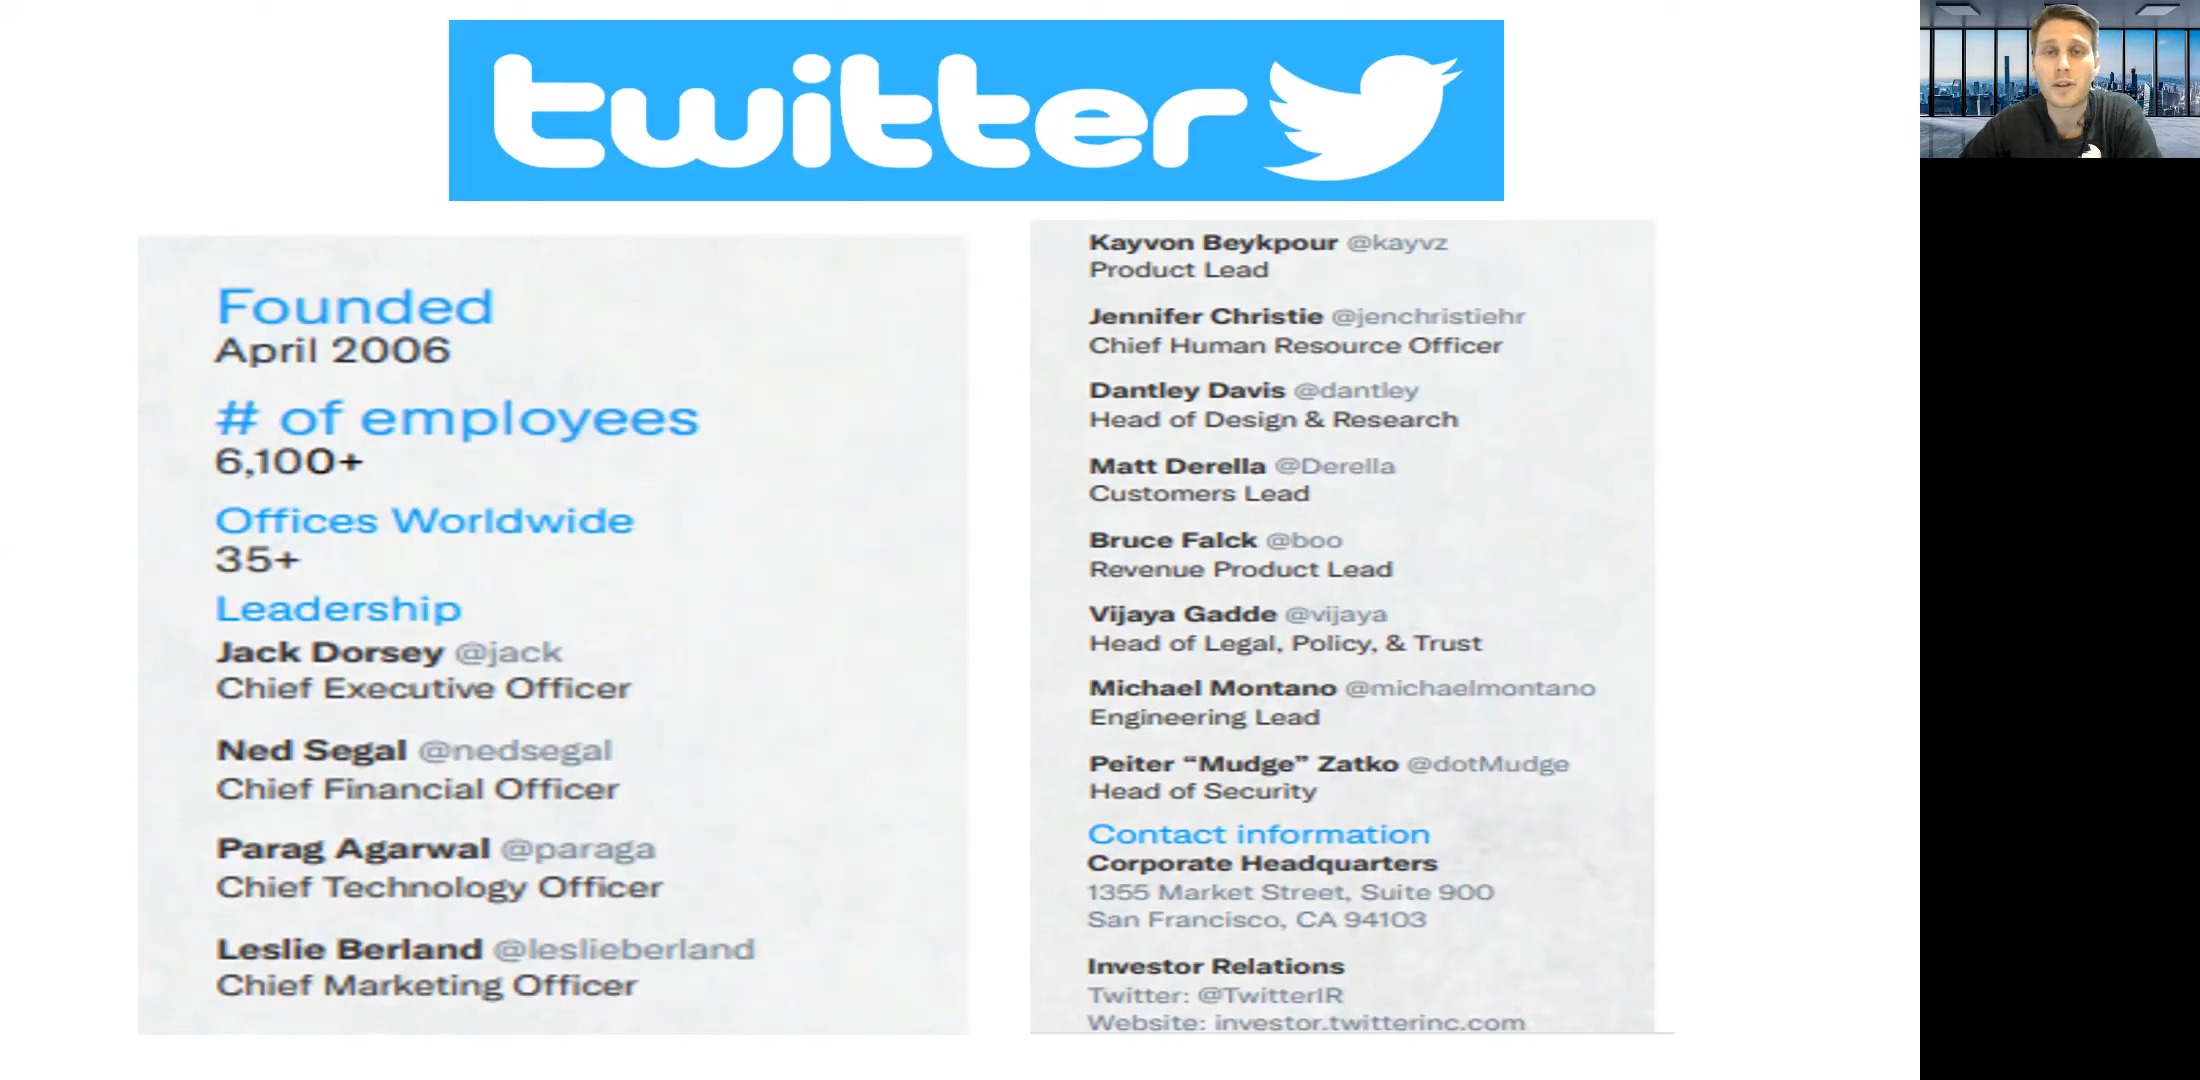 twitter
Founded
April 2006
# of employees
6,100+
Offices Worldwide
35+
Leadership
Jack Dorsey @jack
Chief Executive Officer
Ned Segal @nedsegal
Chief Financial Officer
Parag Agarwal @paraga
Chief Technology Officer
Leslie Berland @leslieberland
Chief Marketing Officer
Kayvon Beykpour @kayvz
Product Lead
Jennifer Christie @jenchristiehr
Chief Human Resource Officer
Dantley Davis @dantley
Head of Design & Research
Matt Derella @Derella
Customers Lead
Bruce Falck @boo
Revenue Product Lead
Vijaya Gadde @vijaya
Head of Legal, Policy, & Trust
Michael Montano @michaelmontano
Engineering Lead
Peiter “Mudge” Zatko @dotMudge
Head of Security
Contact information
Corporate Headquarters
1355 Market Street, Suite 900
San Francisco, CA 94103
Investor Relations
Twitter: @TwitterIR
Website: investor.twitterinc.com